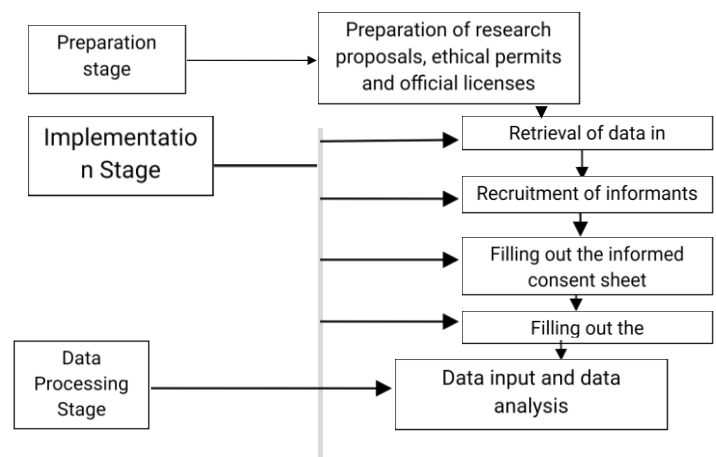 Preparation
stage
Preparation of research
proposals, ethical permits
and official licenses
Implementatio
n Stage
Retrieval of data in
Recruitment of informants
Filling out the informed
consent sheet
Filling out the
Data
Processing
Stage
Data input and data
analysis